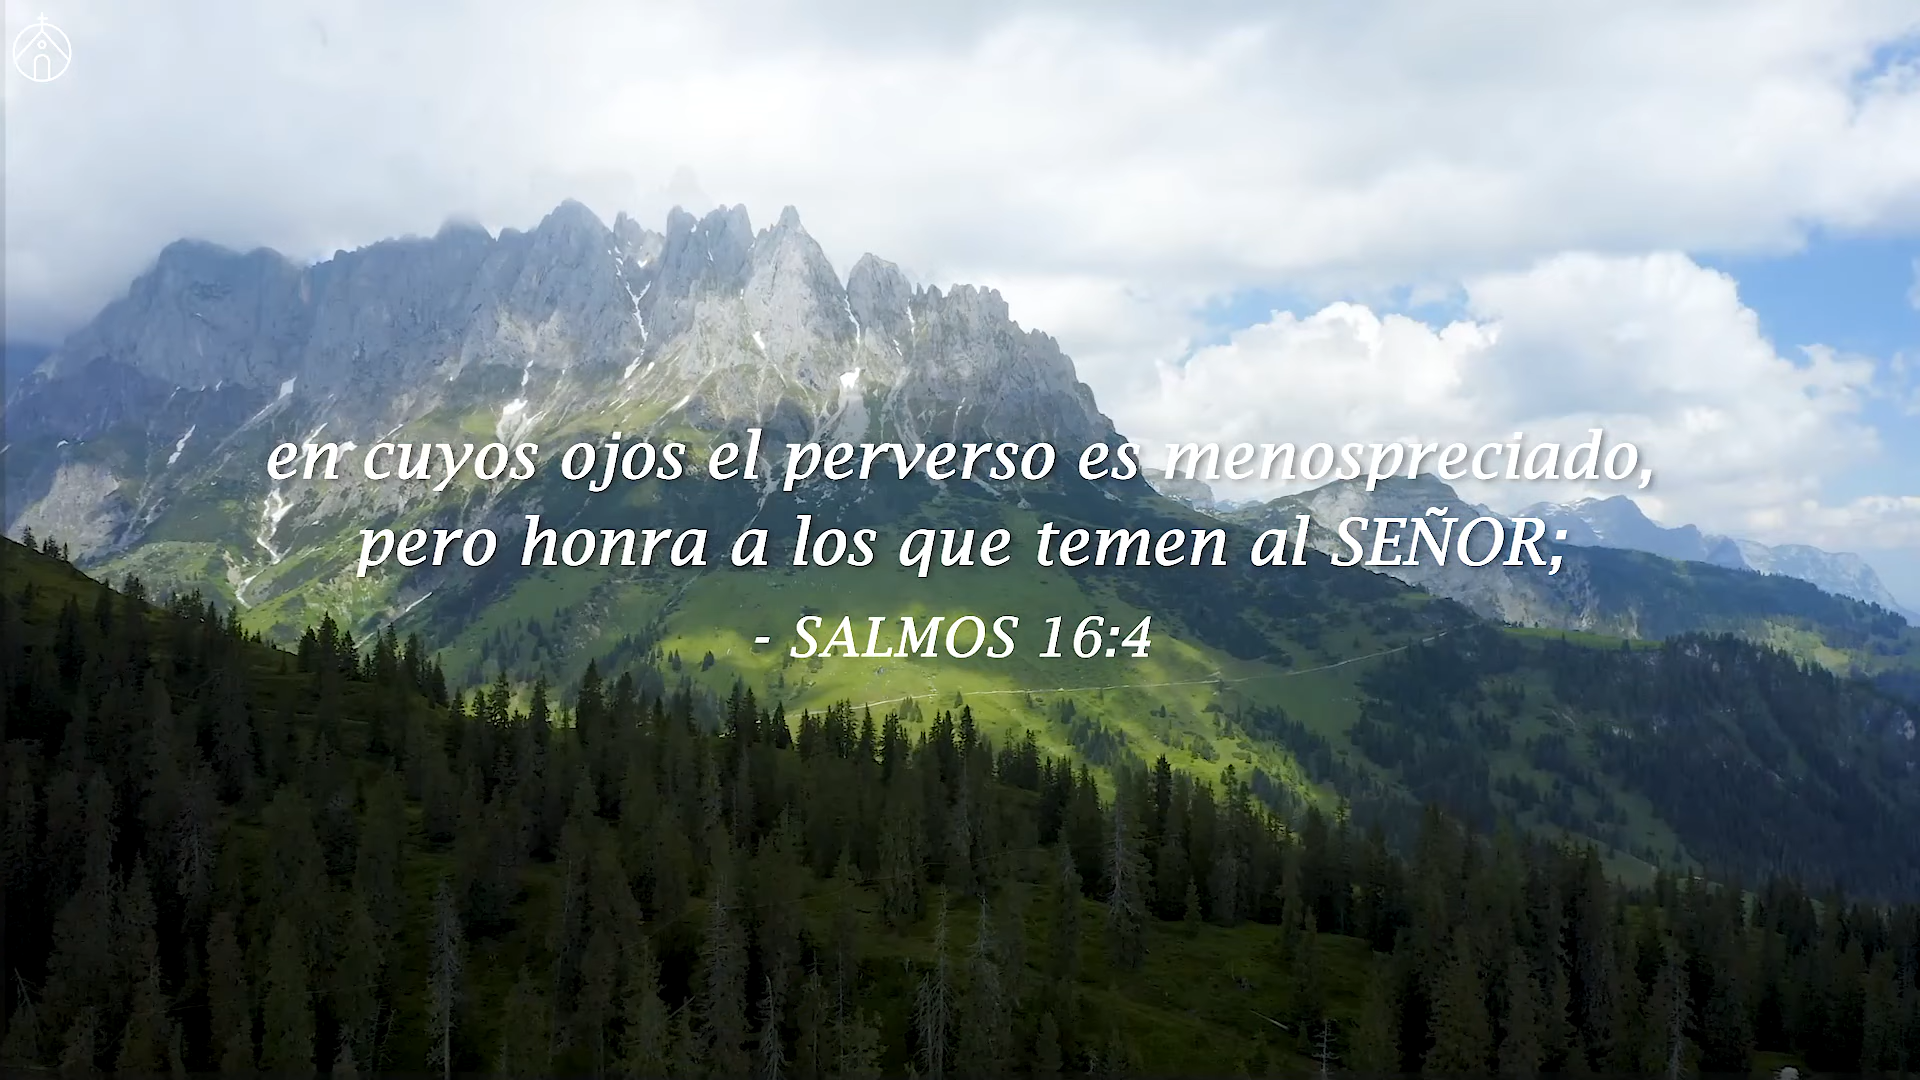 en cuyos ojos el perverso es menospreciado,
pero honra a los que temen al SEÑOR;
- SALMOS 16:4